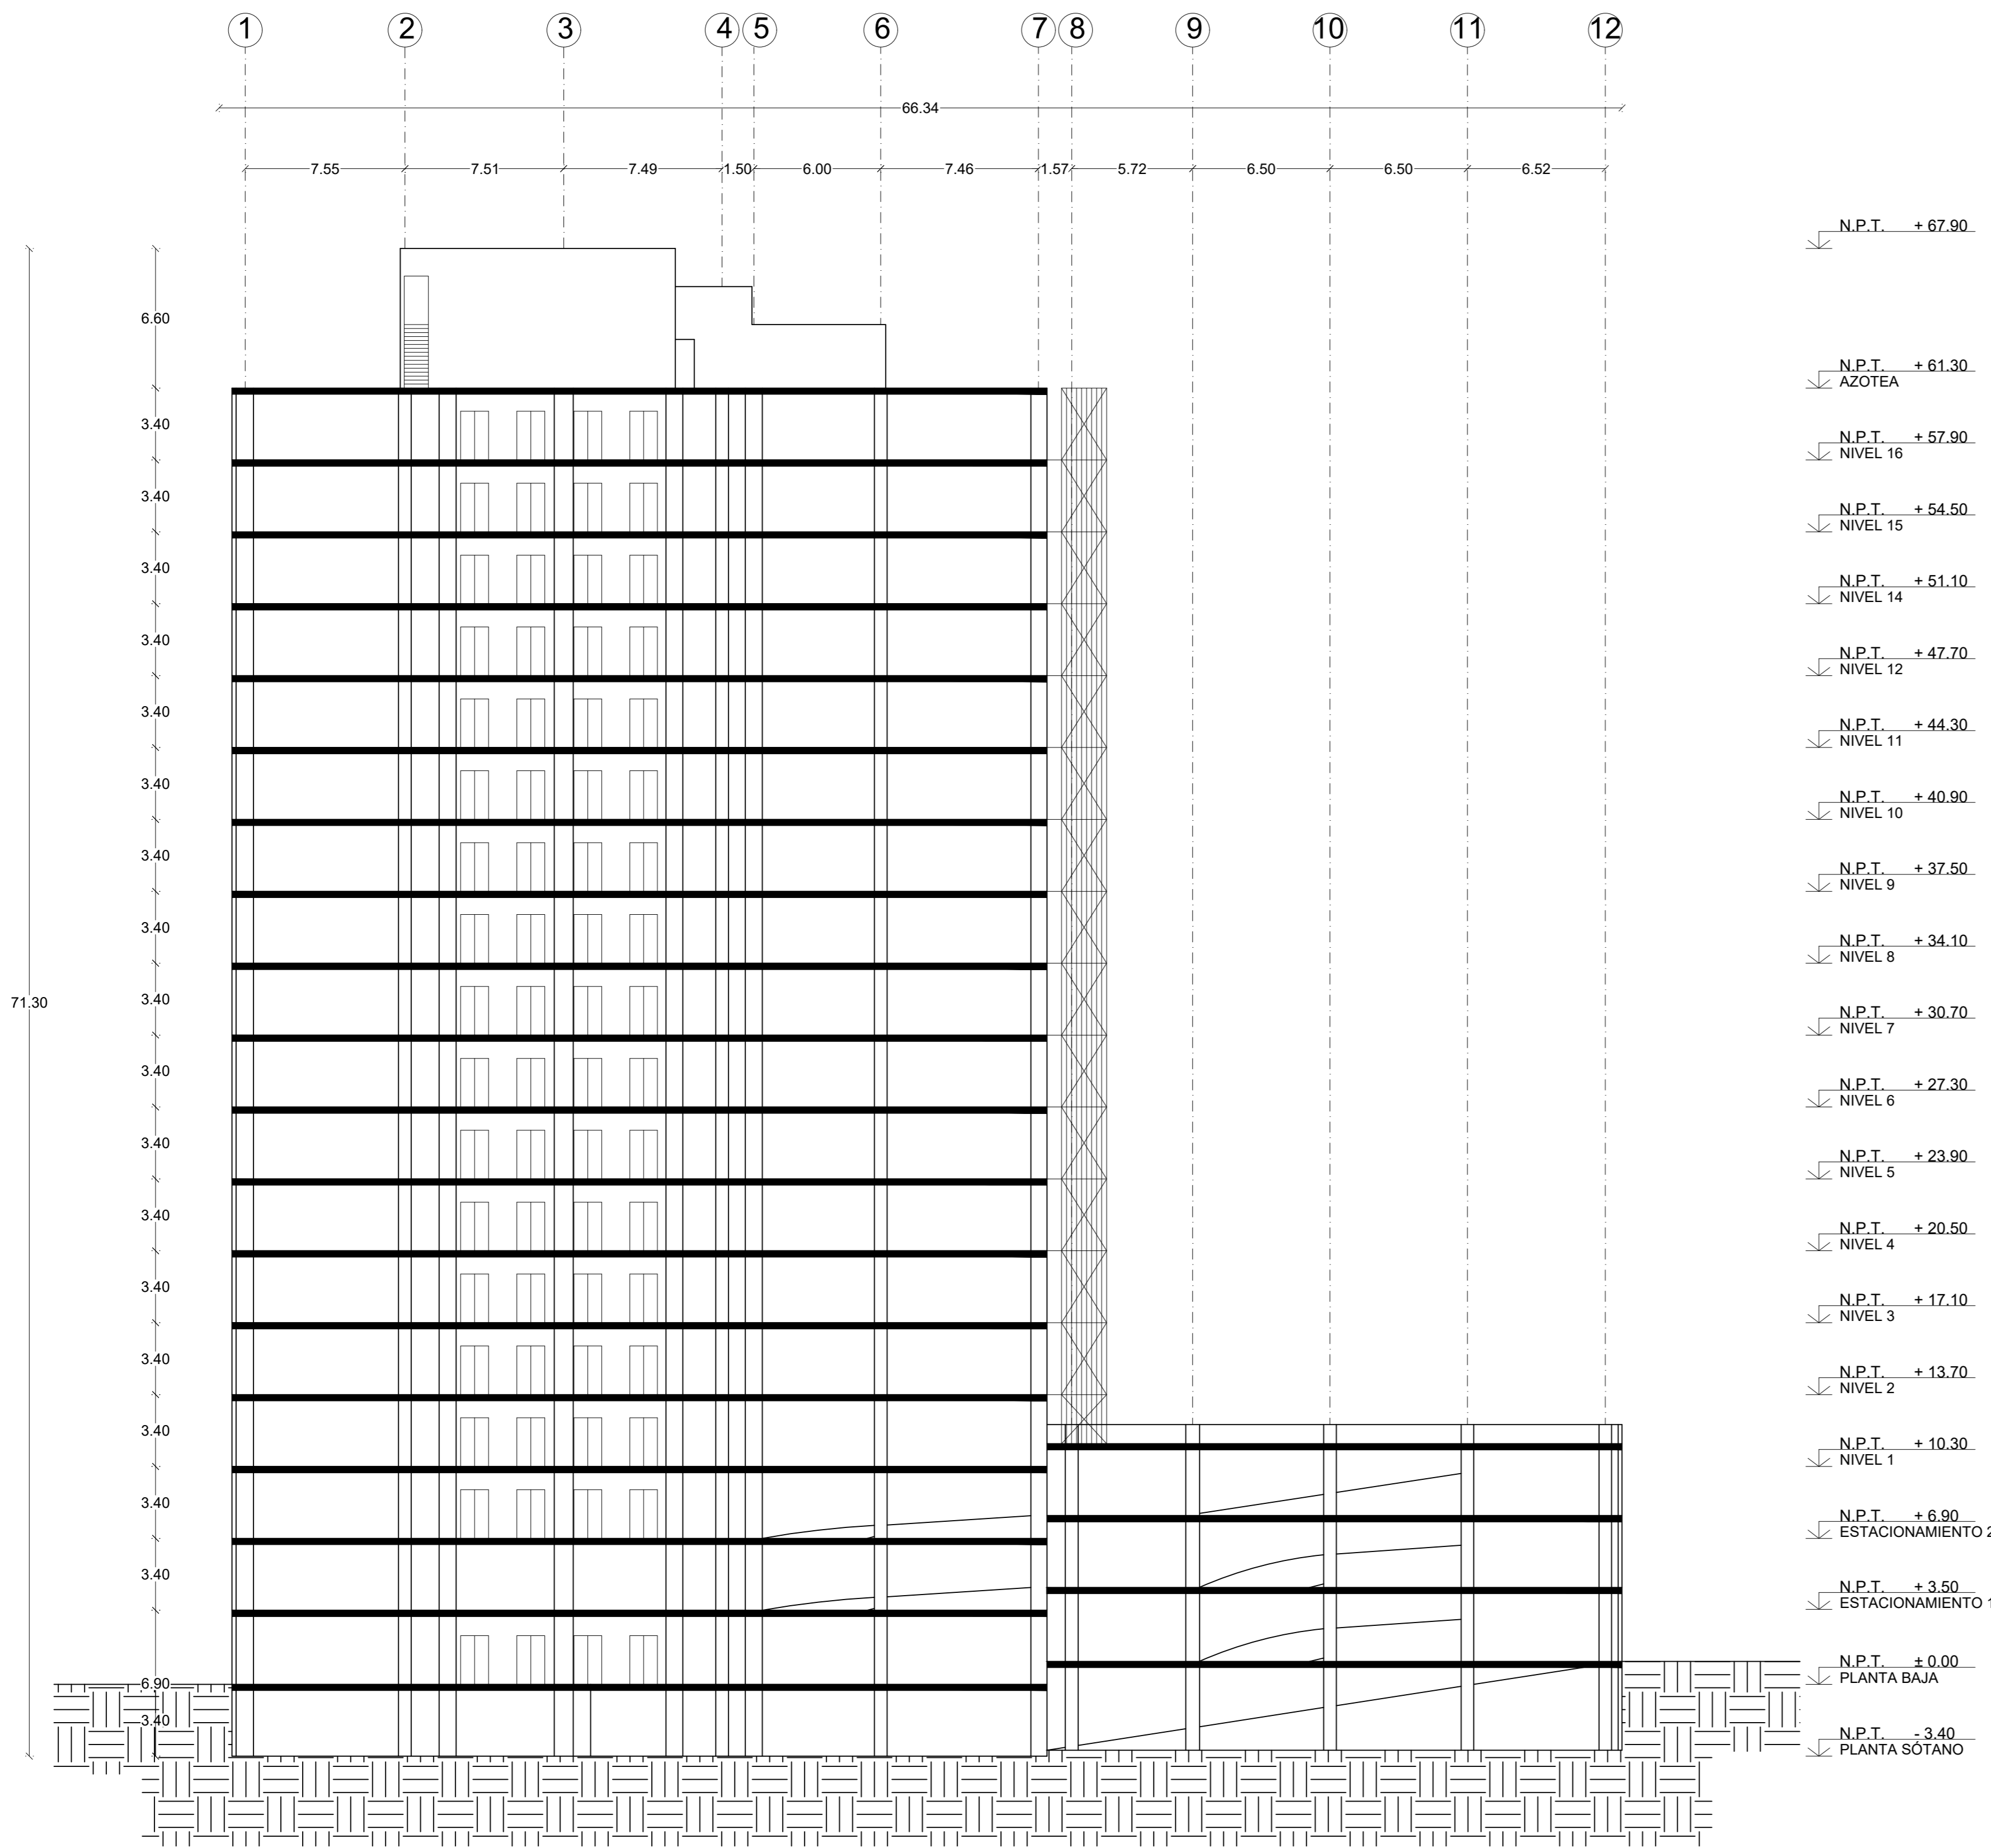 1 2 3 4 5 6 7 8 9 10 11 12
66.34
7.55 7.51 7.49 1.50 6.00 7.46 1.57 5.72 6.50 6.50 6.52
N.P.T. + 67.90
6.60
N.P.T. + 61.30
AZOTEA
3.40
N.P.T. + 57.90
NIVEL 16
3.40
N.P.T. + 54.50
NIVEL 15
3.40
N.P.T. + 51.10
NIVEL 14
3.40
N.P.T. + 47.70
NIVEL 12
3.40
N.P.T. + 44.30
NIVEL 11
3.40
N.P.T. + 40.90
NIVEL 10
3.40
N.P.T. + 37.50
NIVEL 9
3.40
N.P.T. + 34.10
NIVEL 8
3.40
71.30
N.P.T. + 30.70
NIVEL 7
3.40
N.P.T. + 27.30
NIVEL 6
3.40
N.P.T. + 23.90
NIVEL 5
3.40
N.P.T. + 20.50
NIVEL 4
3.40
N.P.T. + 17.10
NIVEL 3
3.40
N.P.T. + 13.70
NIVEL 2
3.40
N.P.T. + 10.30
NIVEL 1
3.40
N.P.T. + 6.90
ESTACIONAMIENTO 2
3.40
N.P.T. + 3.50
ESTACIONAMIENTO 1
6.90
N.P.T. ± 0.00
PLANTA BAJA
3.40
N.P.T. - 3.40
PLANTA SÓTANO